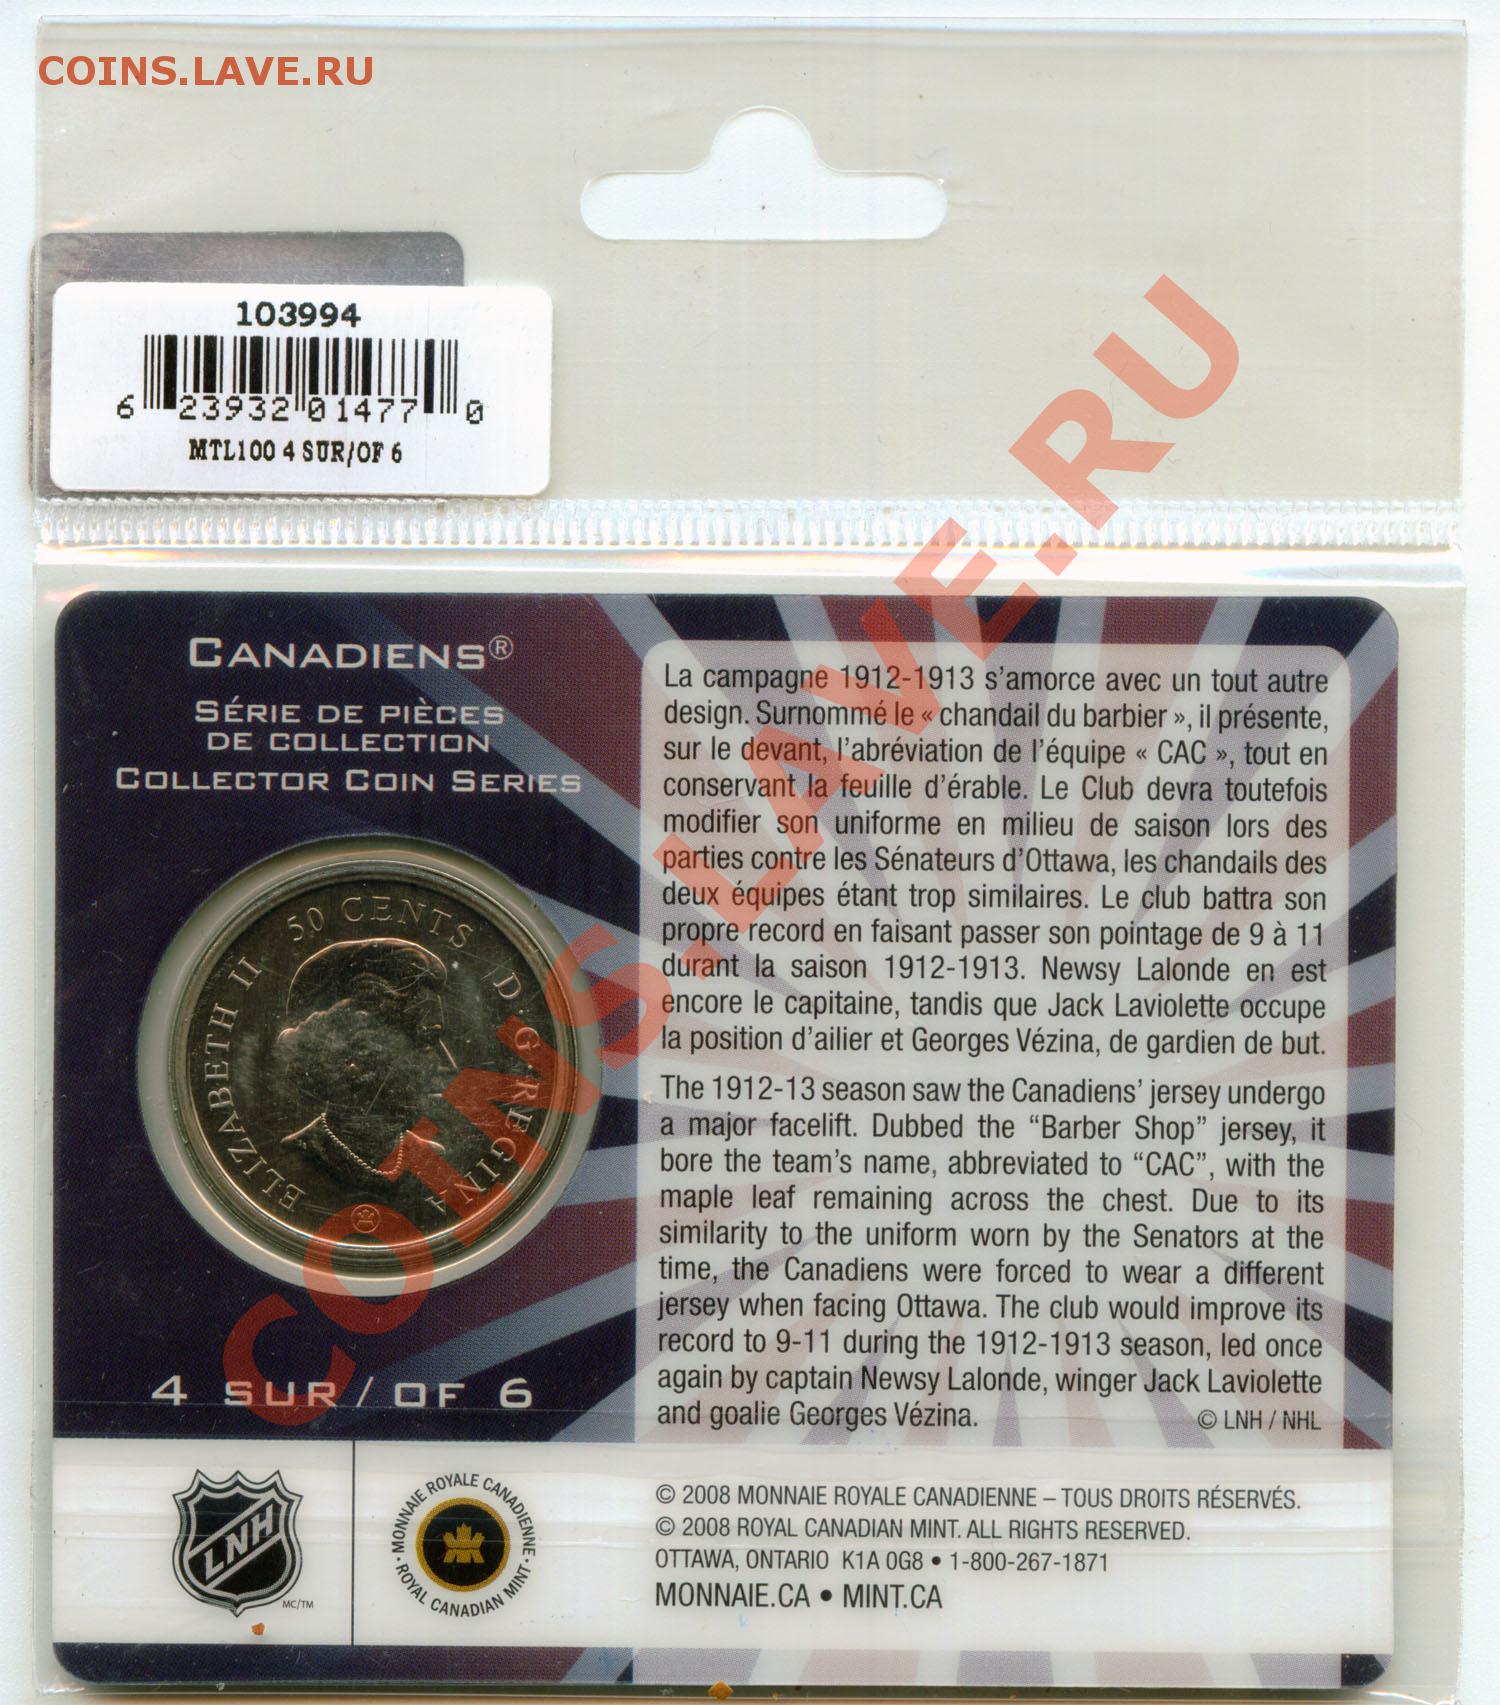 COINS.LAVE.RU
103994
6 23932 01477 0
MTL100 4 SUR/OF 6
CANADIENS®
SÉRIE DE PIÈCES
DE COLLECTION
COLLECTOR COIN SERIES
ELIZABETH II 50 CENTS D·G·REGINA
4 SUR / OF 6
La campagne 1912-1913 s’amorce avec un tout autre
design. Surnommé le « chandail du barbier », il présente,
sur le devant, l’abréviation de l’équipe « CAC », tout en
conservant la feuille d’érable. Le Club devra toutefois
modifier son uniforme en milieu de saison lors des
parties contre les Sénateurs d’Ottawa, les chandails des
deux équipes étant trop similaires. Le club battra son
propre record en faisant passer son pointage de 9 à 11
durant la saison 1912-1913. Newsy Lalonde en est
encore le capitaine, tandis que Jack Laviolette occupe
la position d’ailier et Georges Vézina, de gardien de but.
The 1912-13 season saw the Canadiens’ jersey undergo
a major facelift. Dubbed the “Barber Shop” jersey, it
bore the team’s name, abbreviated to “CAC”, with the
maple leaf remaining across the chest. Due to its
similarity to the uniform worn by the Senators at the
time, the Canadiens were forced to wear a different
jersey when facing Ottawa. The club would improve its
record to 9-11 during the 1912-1913 season, led once
again by captain Newsy Lalonde, winger Jack Laviolette
and goalie Georges Vézina.
© LNH / NHL
COINS.LAVE.RU
LNH
MC/TM
MONNAIE ROYALE CANADIENNE
• ROYAL CANADIAN MINT •
© 2008 MONNAIE ROYALE CANADIENNE – TOUS DROITS RÉSERVÉS.
© 2008 ROYAL CANADIAN MINT. ALL RIGHTS RESERVED.
OTTAWA, ONTARIO K1A 0G8 • 1-800-267-1871
MONNAIE.CA • MINT.CA